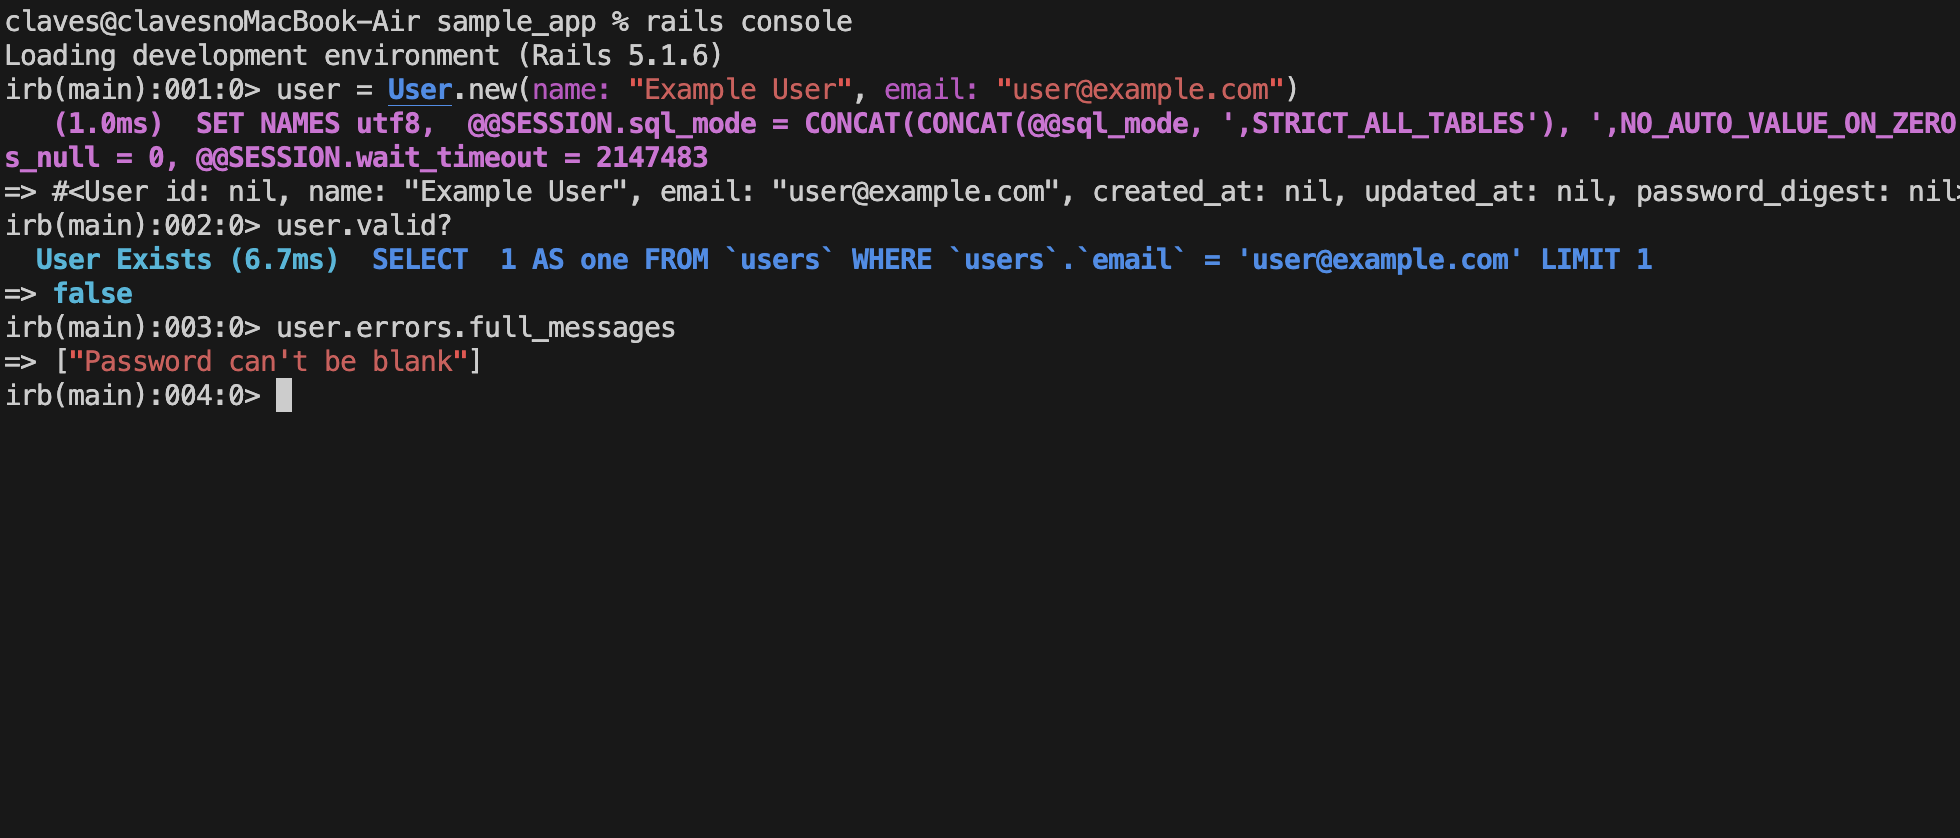 claves@clavesnoMacBook-Air sample_app % rails console
Loading development environment (Rails 5.1.6)
irb(main):001:0> user = User.new(name: "Example User", email: "user@example.com")
   (1.0ms)  SET NAMES utf8,  @@SESSION.sql_mode = CONCAT(CONCAT(@@sql_mode, ',STRICT_ALL_TABLES'), ',NO_AUTO_VALUE_ON_ZERO
s_null = 0, @@SESSION.wait_timeout = 2147483
=> #<User id: nil, name: "Example User", email: "user@example.com", created_at: nil, updated_at: nil, password_digest: nil>
irb(main):002:0> user.valid?
  User Exists (6.7ms)  SELECT  1 AS one FROM `users` WHERE `users`.`email` = 'user@example.com' LIMIT 1
=> false
irb(main):003:0> user.errors.full_messages
=> ["Password can't be blank"]
irb(main):004:0>